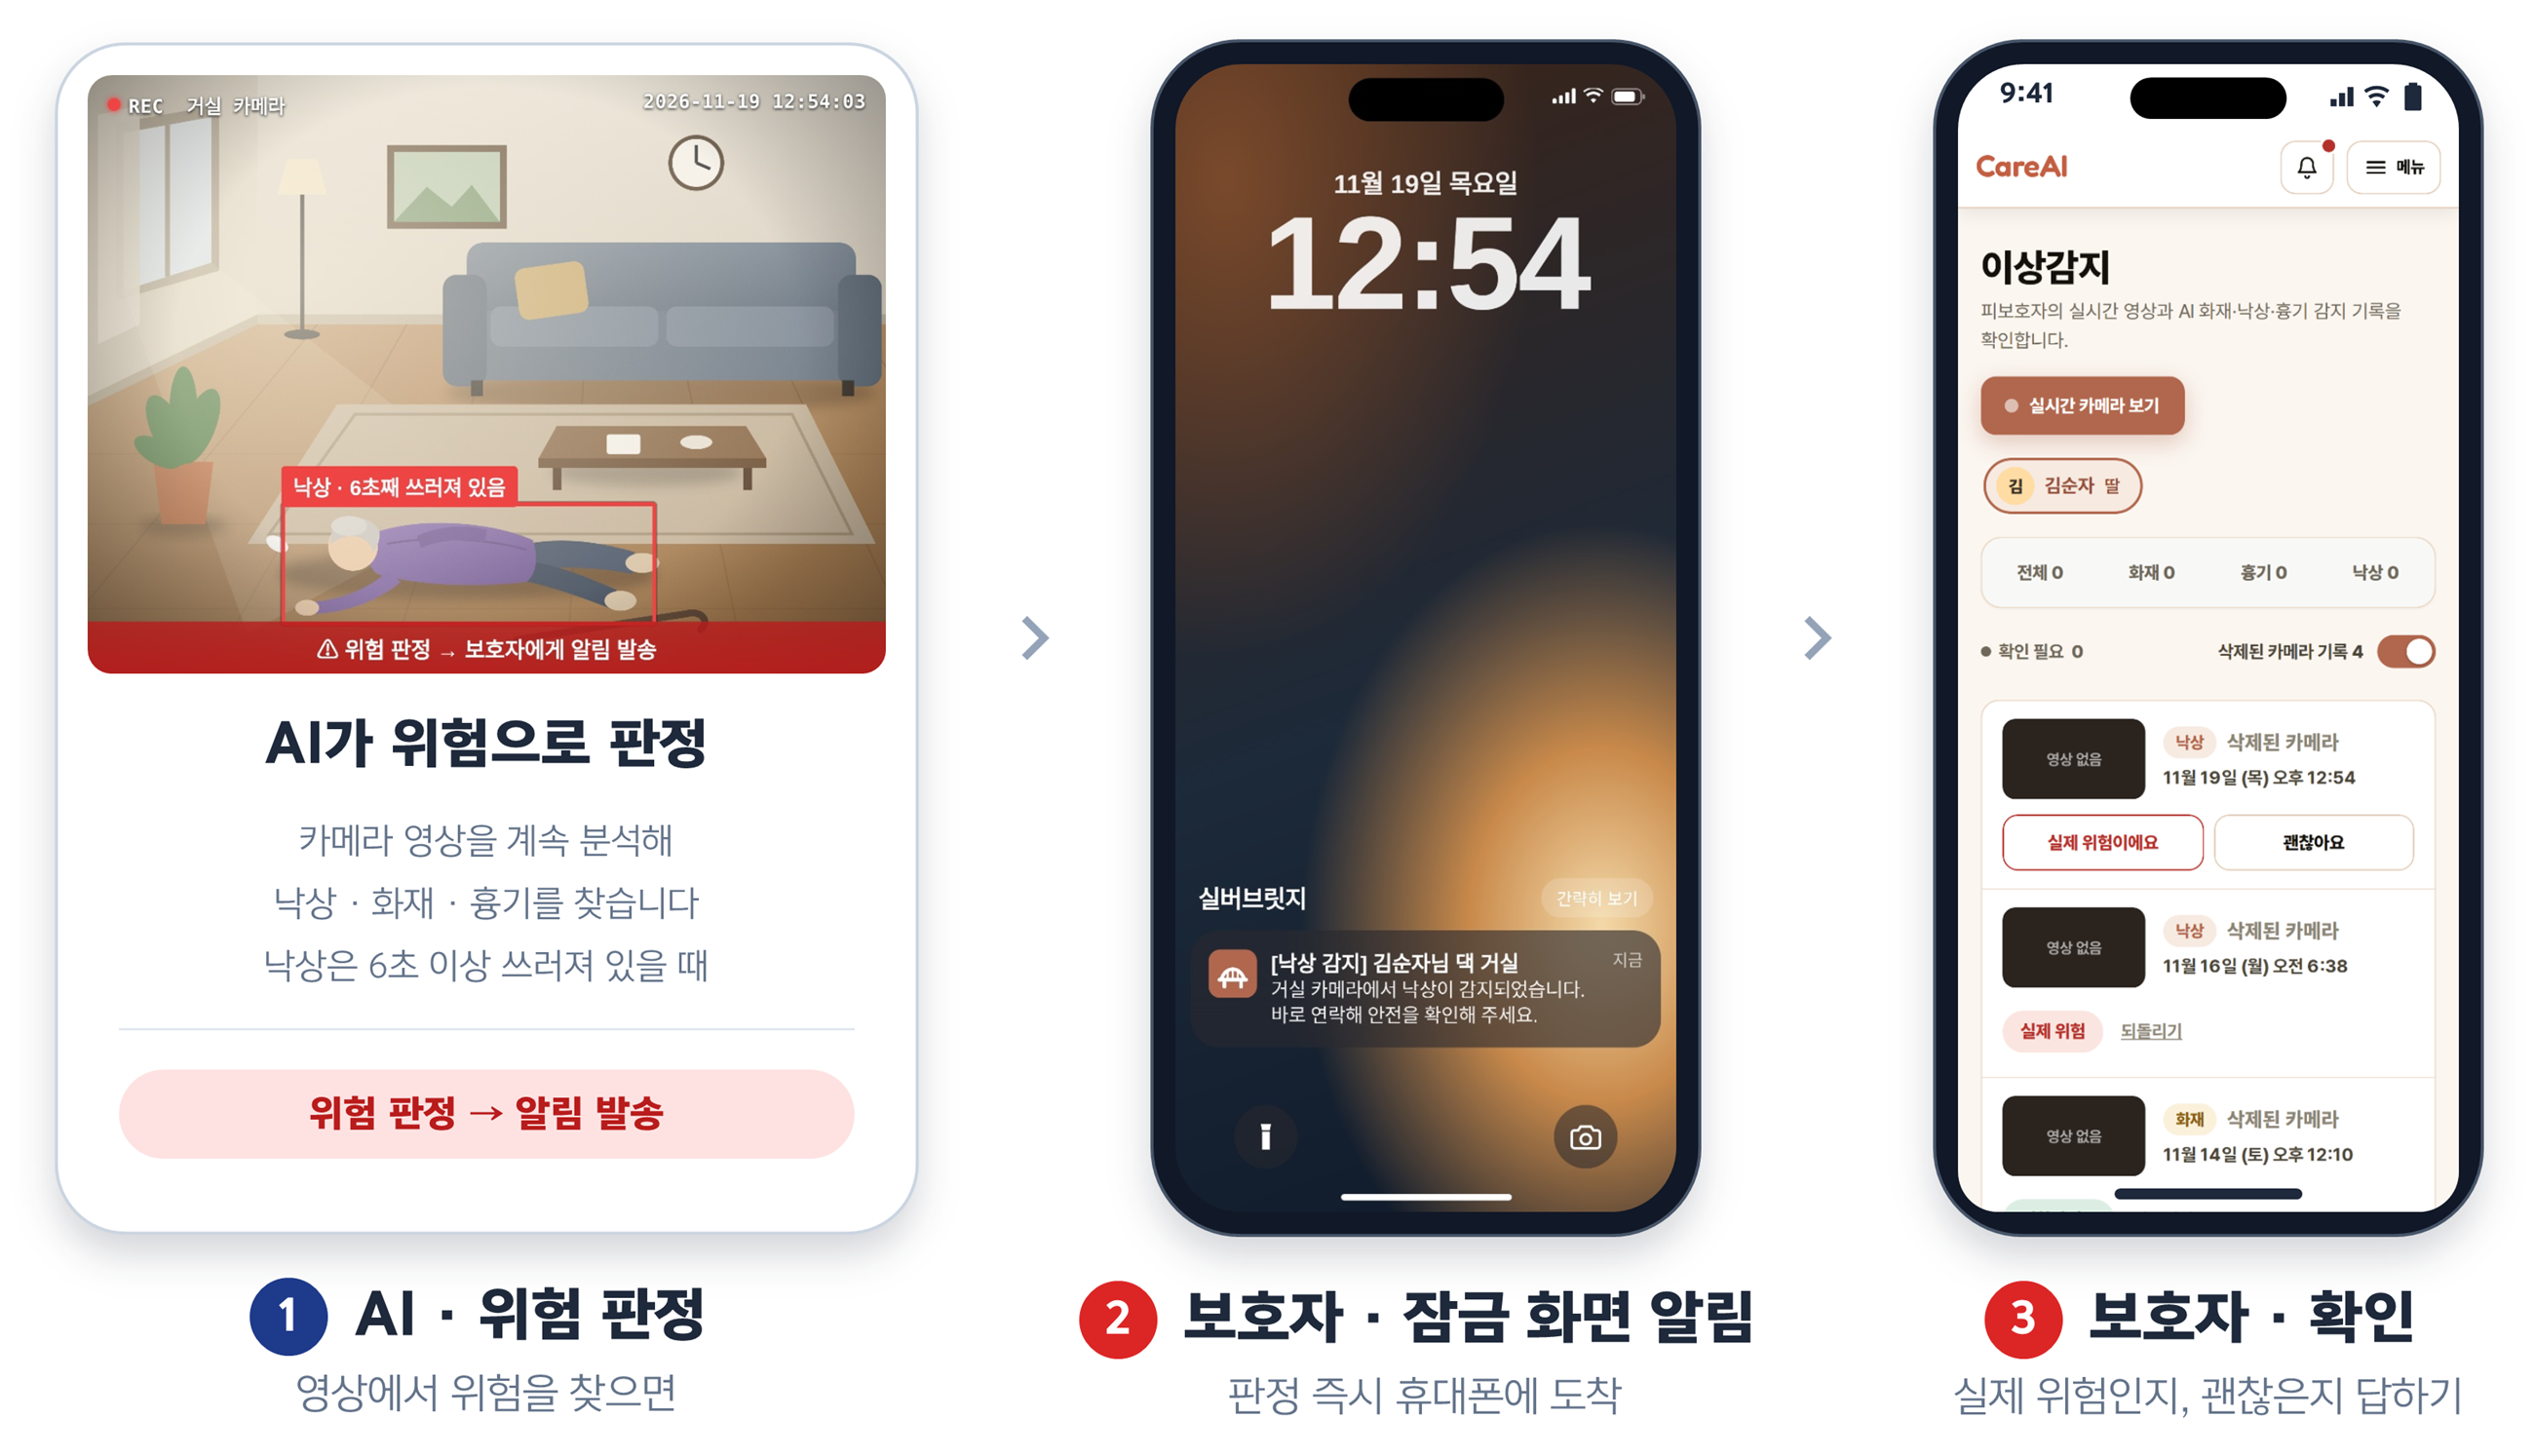 REC 거실 카메라
2026-11-19 12:54:03
낙상 · 6초째 쓰러져 있음
⚠ 위험 판정 → 보호자에게 알림 발송
AI가 위험으로 판정
카메라 영상을 계속 분석해
낙상 · 화재 · 흉기를 찾습니다
낙상은 6초 이상 쓰러져 있을 때
위험 판정 → 알림 발송
1 AI · 위험 판정
영상에서 위험을 찾으면
11월 19일 목요일
12:54
실버브릿지
간략히 보기
[낙상 감지] 김순자님 댁 거실
지금
거실 카메라에서 낙상이 감지되었습니다.
바로 연락해 안전을 확인해 주세요.
2 보호자 · 잠금 화면 알림
판정 즉시 휴대폰에 도착
9:41
CareAI
메뉴
이상감지
피보호자의 실시간 영상과 AI 화재·낙상·흉기 감지 기록을
확인합니다.
실시간 카메라 보기
김 김순자 딸
전체 0 화재 0 흉기 0 낙상 0
확인 필요 0
삭제된 카메라 기록 4
영상 없음
낙상 삭제된 카메라
11월 19일 (목) 오후 12:54
실제 위험이에요
괜찮아요
영상 없음
낙상 삭제된 카메라
11월 16일 (월) 오전 6:38
실제 위험 되돌리기
영상 없음
화재 삭제된 카메라
11월 14일 (토) 오후 12:10
3 보호자 · 확인
실제 위험인지, 괜찮은지 답하기